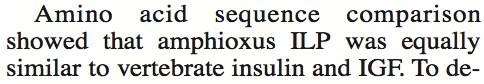 Amino acid sequence comparison
showed that amphioxus ILP was equally
similar to vertebrate insulin and IGF. To de-